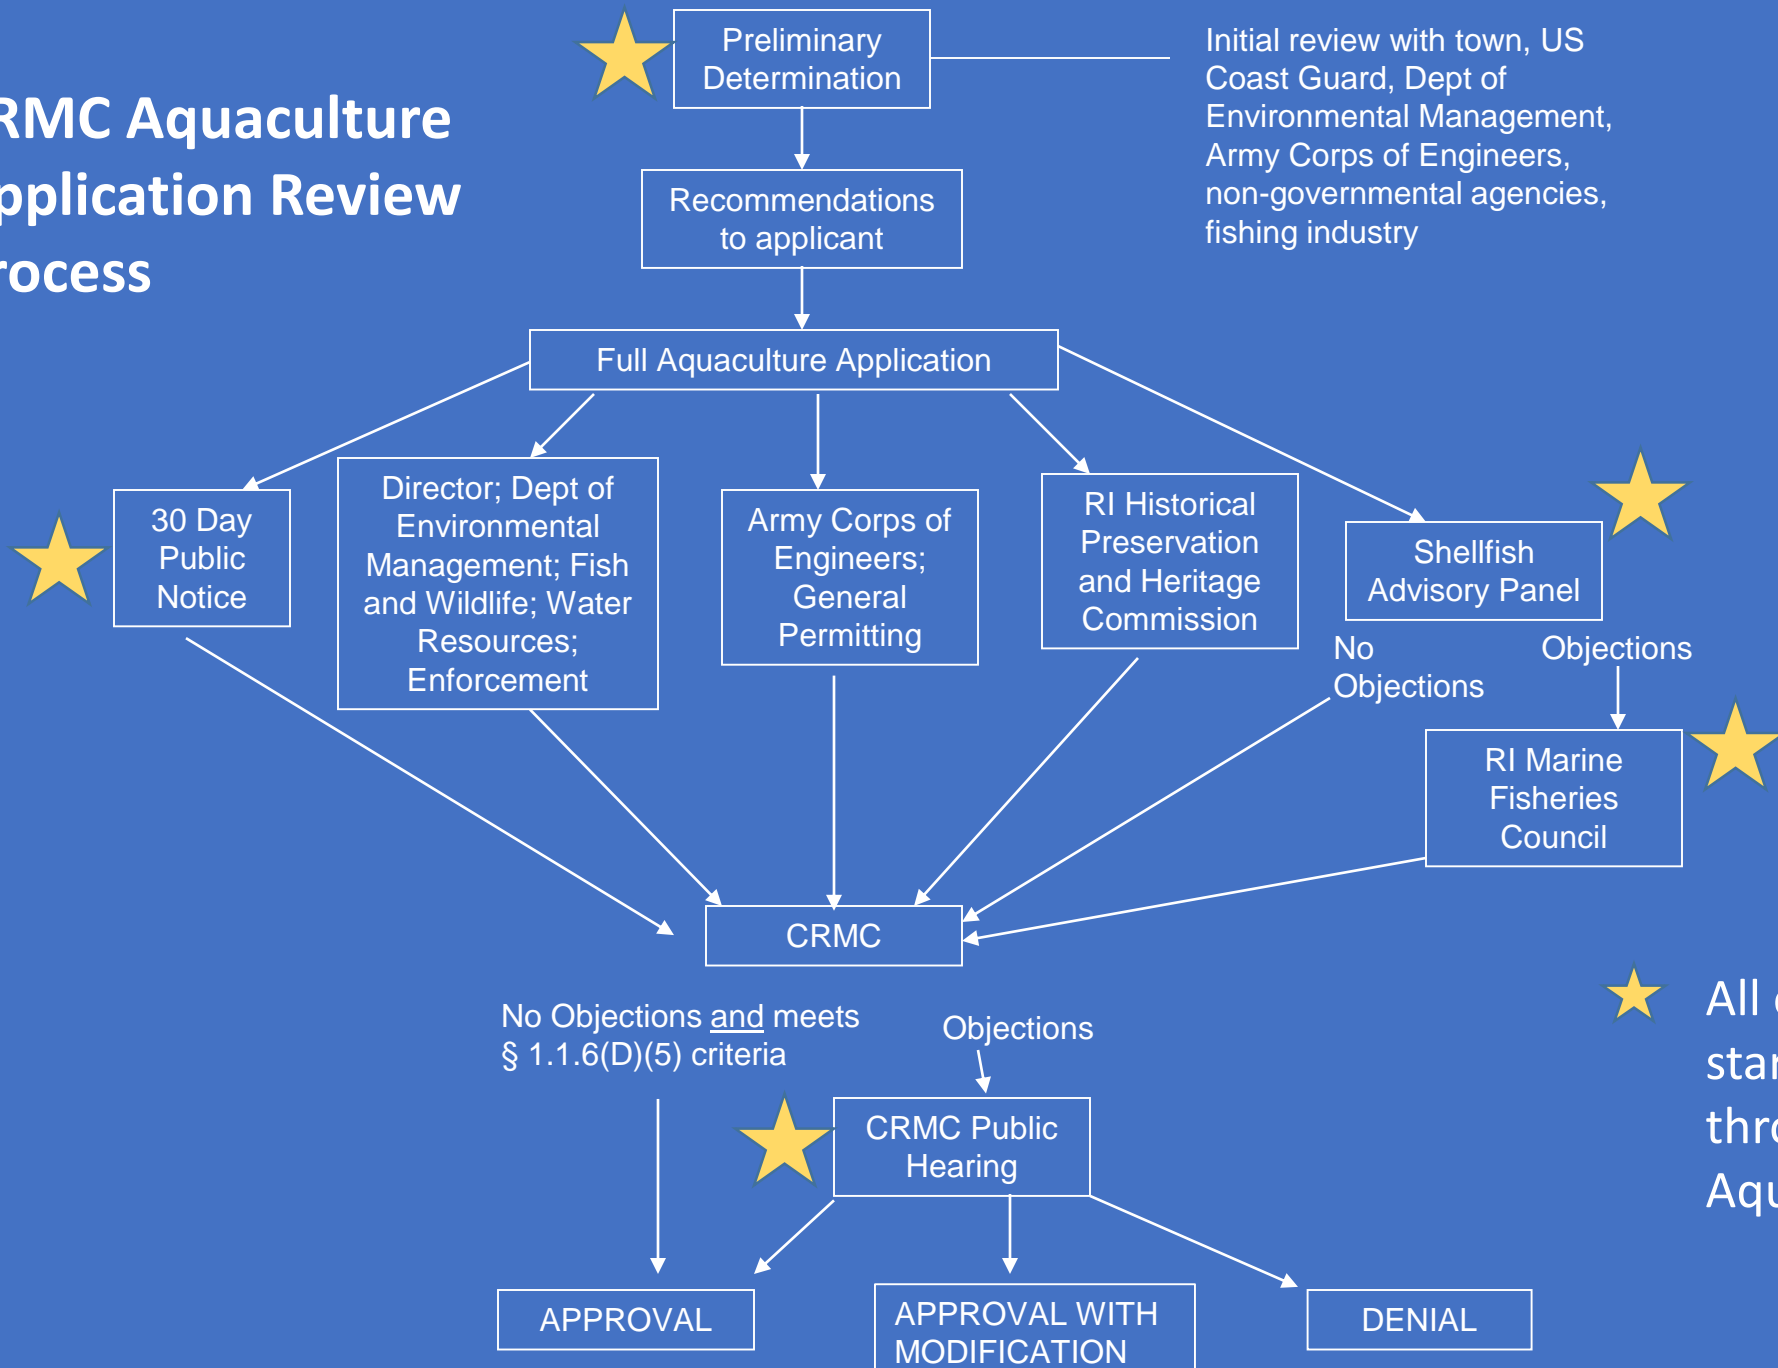 RMC Aquaculture
pplication Review
rocess
Preliminary
Determination
Initial review with town, US
Coast Guard, Dept of
Environmental Management,
Army Corps of Engineers,
non-governmental agencies,
fishing industry
Recommendations
to applicant
Full Aquaculture Application
30 Day
Public
Notice
Director; Dept of
Environmental
Management; Fish
and Wildlife; Water
Resources;
Enforcement
Army Corps of
Engineers;
General
Permitting
RI Historical
Preservation
and Heritage
Commission
Shellfish
Advisory Panel
No
Objections
Objections
RI Marine
Fisheries
Council
CRMC
No Objections and meets
§ 1.1.6(D)(5) criteria
Objections
CRMC Public
Hearing
APPROVAL
APPROVAL WITH
MODIFICATION
DENIAL
All
star
thro
Aqu